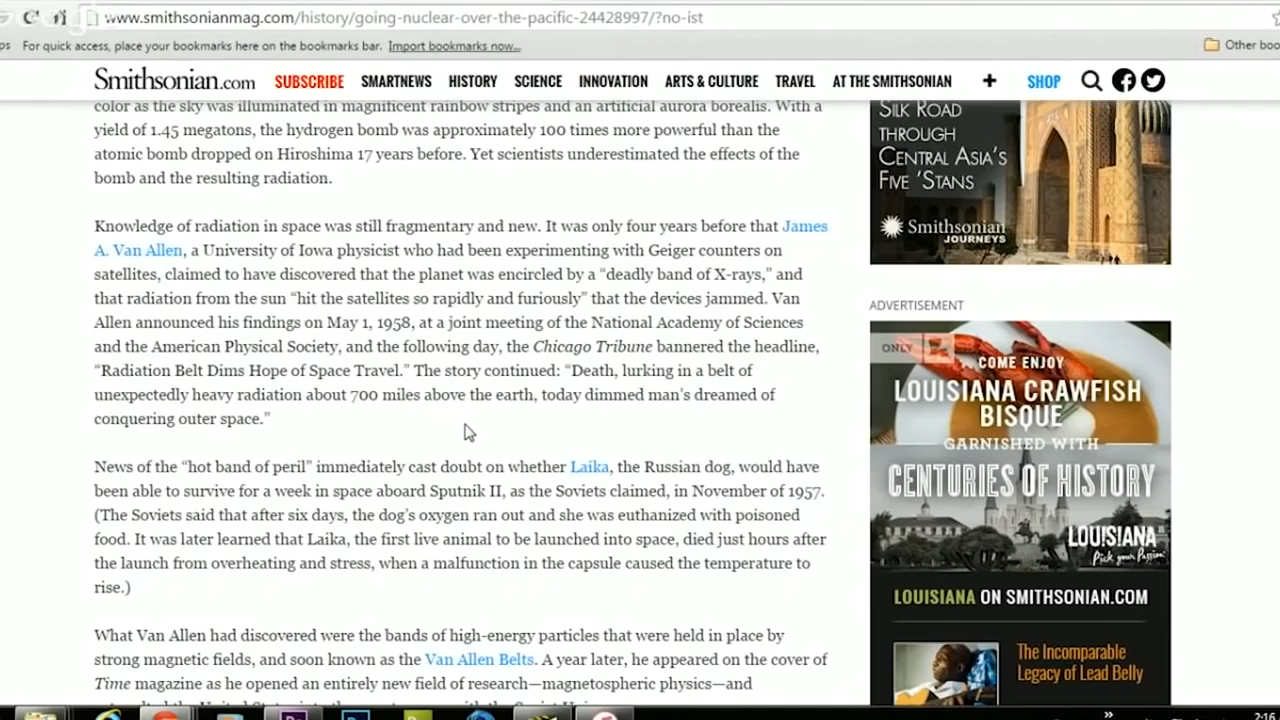 www.smithsonianmag.com/history/going-nuclear-over-the-pacific-24428997/?no-ist
For quick access, place your bookmarks here on the bookmarks bar. Import bookmarks now...
Other boo
Smithsonian.com SUBSCRIBE SMARTNEWS HISTORY SCIENCE INNOVATION ARTS & CULTURE TRAVEL AT THE SMITHSONIAN + SHOP
color as the sky was illuminated in magnificent rainbow stripes and an artificial aurora borealis. With a
yield of 1.45 megatons, the hydrogen bomb was approximately 100 times more powerful than the
atomic bomb dropped on Hiroshima 17 years before. Yet scientists underestimated the effects of the
bomb and the resulting radiation.
Knowledge of radiation in space was still fragmentary and new. It was only four years before that James
A. Van Allen, a University of Iowa physicist who had been experimenting with Geiger counters on
satellites, claimed to have discovered that the planet was encircled by a “deadly band of X-rays,” and
that radiation from the sun “hit the satellites so rapidly and furiously” that the devices jammed. Van
Allen announced his findings on May 1, 1958, at a joint meeting of the National Academy of Sciences
and the American Physical Society, and the following day, the Chicago Tribune bannered the headline,
“Radiation Belt Dims Hope of Space Travel.” The story continued: “Death, lurking in a belt of
unexpectedly heavy radiation about 700 miles above the earth, today dimmed man’s dreamed of
conquering outer space.”
News of the “hot band of peril” immediately cast doubt on whether Laika, the Russian dog, would have
been able to survive for a week in space aboard Sputnik II, as the Soviets claimed, in November of 1957.
(The Soviets said that after six days, the dog’s oxygen ran out and she was euthanized with poisoned
food. It was later learned that Laika, the first live animal to be launched into space, died just hours after
the launch from overheating and stress, when a malfunction in the capsule caused the temperature to
rise.)
What Van Allen had discovered were the bands of high-energy particles that were held in place by
strong magnetic fields, and soon known as the Van Allen Belts. A year later, he appeared on the cover of
Time magazine as he opened an entirely new field of research—magnetospheric physics—and
SILK ROAD
THROUGH
CENTRAL ASIA’S
FIVE ‘STANS
Smithsonian
JOURNEYS
ADVERTISEMENT
ONLY
COME ENJOY
LOUISIANA CRAWFISH
BISQUE
GARNISHED WITH
CENTURIES OF HISTORY
LOUISIANA
Pick your Passion
LOUISIANA ON SMITHSONIAN.COM
The Incomparable
Legacy of Lead Belly
2:16